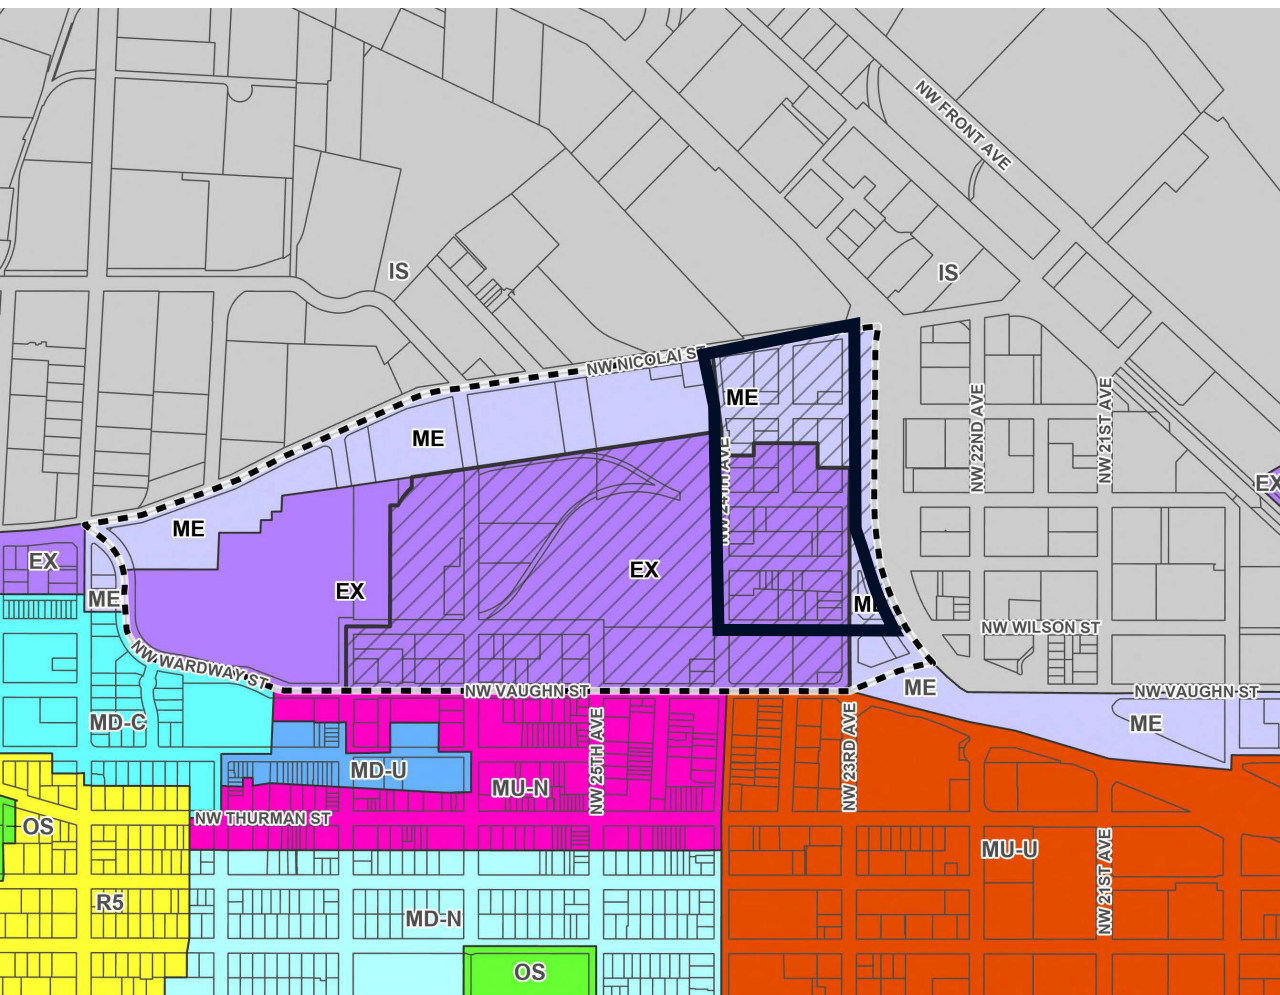 NW FRONT AVE
IS
IS
NW NICOLAI ST
ME
NW 22ND AVE
NW 21ST AVE
ME
NW 24TH AVE
EX
ME
EX
EX
EX
ME
ME
NW WILSON ST
NW WARDWAY ST
NW VAUGHN ST
ME
NW VAUGHN ST
MD-C
ME
MD-U
NW 25TH AVE
NW 23RD AVE
MU-N
NW THURMAN ST
OS
MU-U
NW 21ST AVE
R5
MD-N
OS